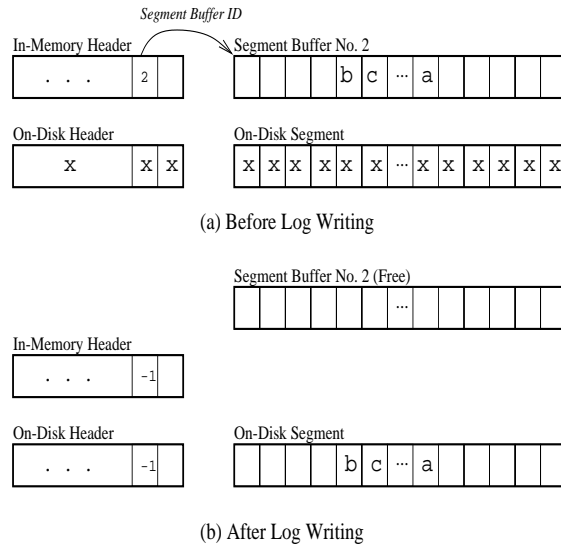 Segment Buffer ID
In-Memory Header
Segment Buffer No. 2
. . . 2
b c ... a
On-Disk Header
On-Disk Segment
X X X
X X X X X X ... X X X X X X
(a) Before Log Writing
Segment Buffer No. 2 (Free)
...
In-Memory Header
. . . -1
On-Disk Header
On-Disk Segment
. . . -1
b c ... a
(b) After Log Writing